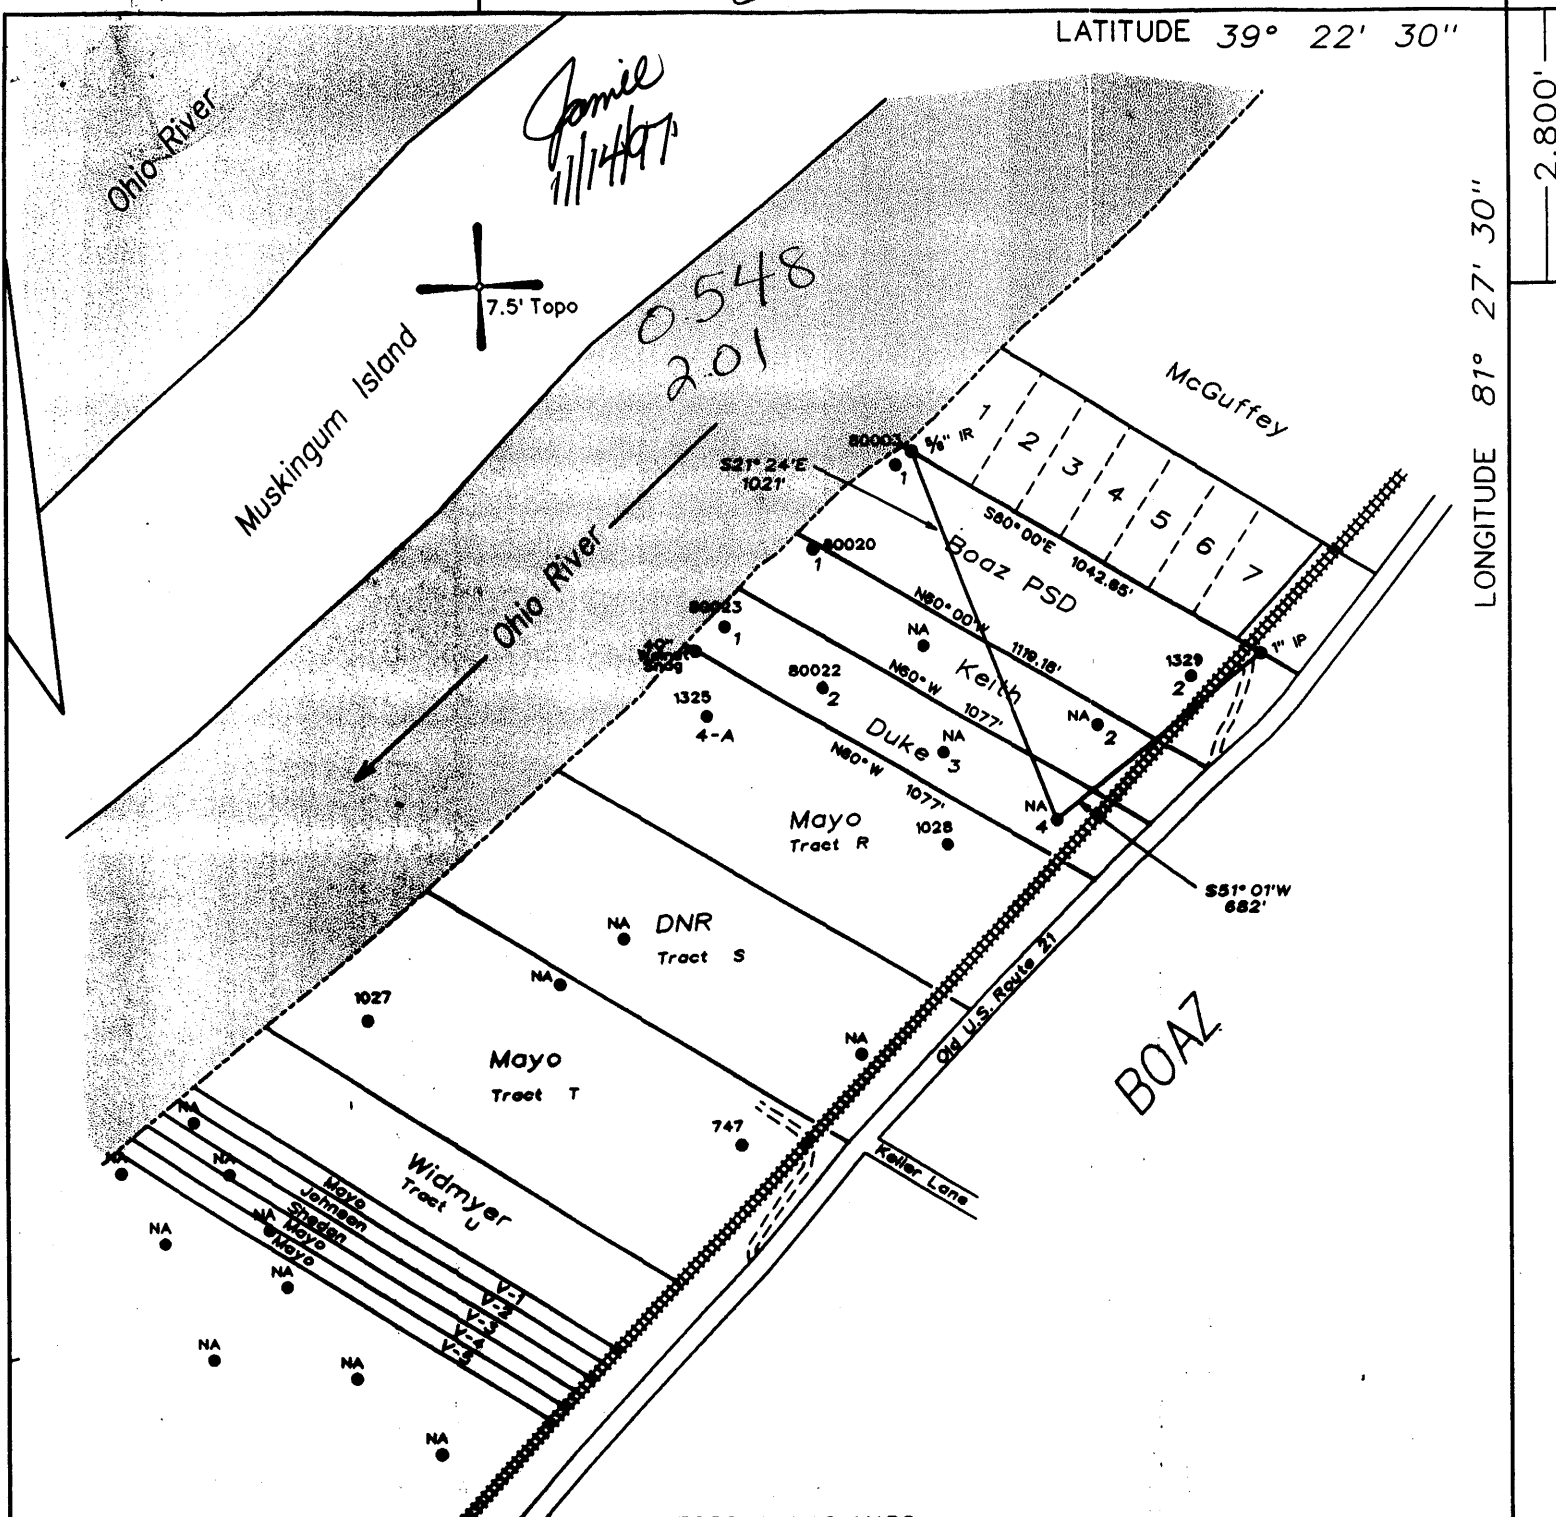 LATITUDE 39° 22' 30"
2.800'
LONGITUDE 81° 27' 30"
Ohio River
Jamie
11/14/97
7.5' Topo
0.548
2.01
Muskingum Island
McGuffey
1
2
3
4
5
6
7
80003
5/8" IR
1
S21° 24'E
1021'
S60° 00'E 1042.65'
Boaz PSD
80020
1
Ohio River
N60° 00'W 1119.16'
80023
1
NA
Keith
1329
2
1" IP
40"
Snag
80022
2
N60° W 1077'
NA
2
1325
4-A
Duke
NA
3
N60° W 1077'
NA
4
Mayo
Tract R
1028
S51° 01'W
682'
NA
DNR
Tract S
NA
Old U.S. Route 21
BOAZ
1027
NA
Mayo
Tract T
747
Keller Lane
NA
NA
NA
Widmyer
Tract U
Mayo
Johnson
Shedan
Mayo
Mayo
NA
NA
NA
V-1
V-2
V-3
V-4
V-5
NA
NA
NA